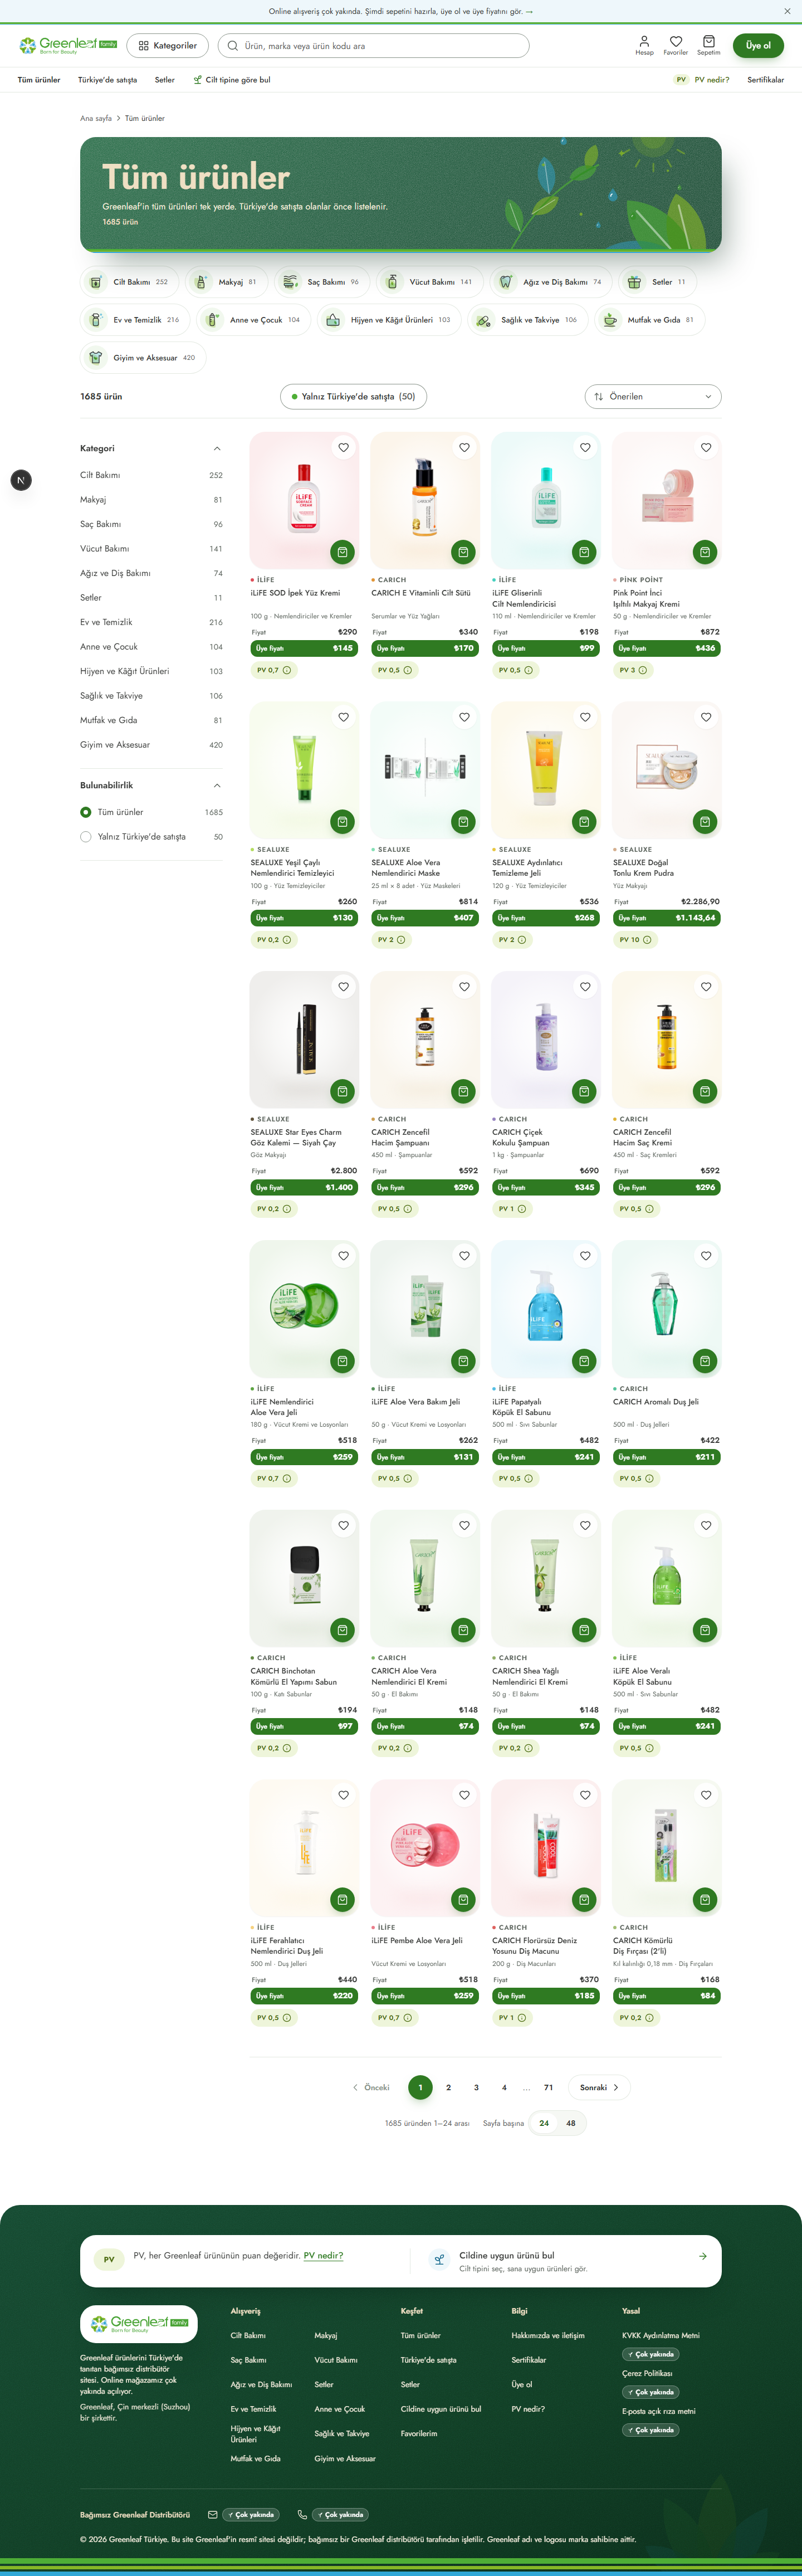 Online alışveriş çok yakında. Şimdi sepetini hazırla, üye ol ve üye fiyatını gör. →
Greenleaf family
Born for Beauty
Kategoriler
Ürün, marka veya ürün kodu ara
Hesap
Favoriler
Sepetim
Üye ol
Tüm ürünler
Türkiye'de satışta
Setler
Cilt tipine göre bul
PV
PV nedir?
Sertifikalar
Ana sayfa
Tüm ürünler
Tüm ürünler
Greenleaf'in tüm ürünleri tek yerde. Türkiye'de satışta olanlar önce listelenir.
1685 ürün
Cilt Bakımı 252
Makyaj 81
Saç Bakımı 96
Vücut Bakımı 141
Ağız ve Diş Bakımı 74
Setler 11
Ev ve Temizlik 216
Anne ve Çocuk 104
Hijyen ve Kâğıt Ürünleri 103
Sağlık ve Takviye 106
Mutfak ve Gıda 81
Giyim ve Aksesuar 420
1685 ürün
Yalnız Türkiye'de satışta (50)
Önerilen
Kategori
Cilt Bakımı 252
Makyaj 81
Saç Bakımı 96
Vücut Bakımı 141
Ağız ve Diş Bakımı 74
Setler 11
Ev ve Temizlik 216
Anne ve Çocuk 104
Hijyen ve Kâğıt Ürünleri 103
Sağlık ve Takviye 106
Mutfak ve Gıda 81
Giyim ve Aksesuar 420
Bulunabilirlik
Tüm ürünler 1685
Yalnız Türkiye'de satışta 50
N
İLİFE
iLiFE SOD İpek Yüz Kremi
100 g · Nemlendiriciler ve Kremler
Fiyat ₺290
Üye fiyatı ₺145
PV 0,7
CARICH
CARICH E Vitaminli Cilt Sütü
Serumlar ve Yüz Yağları
Fiyat ₺340
Üye fiyatı ₺170
PV 0,5
İLİFE
iLiFE Gliserinli
Cilt Nemlendiricisi
110 ml · Nemlendiriciler ve Kremler
Fiyat ₺198
Üye fiyatı ₺99
PV 0,5
PİNK POİNT
Pink Point İnci
Işıltılı Makyaj Kremi
50 g · Nemlendiriciler ve Kremler
Fiyat ₺872
Üye fiyatı ₺436
PV 3
SEALUXE
SEALUXE Yeşil Çaylı
Nemlendirici Temizleyici
100 g · Yüz Temizleyiciler
Fiyat ₺260
Üye fiyatı ₺130
PV 0,2
SEALUXE
SEALUXE Aloe Vera
Nemlendirici Maske
25 ml × 8 adet · Yüz Maskeleri
Fiyat ₺814
Üye fiyatı ₺407
PV 2
SEALUXE
SEALUXE Aydınlatıcı
Temizleme Jeli
120 g · Yüz Temizleyiciler
Fiyat ₺536
Üye fiyatı ₺268
PV 2
SEALUXE
SEALUXE Doğal
Tonlu Krem Pudra
Yüz Makyajı
Fiyat ₺2.286,90
Üye fiyatı ₺1.143,64
PV 10
SEALUXE
SEALUXE Star Eyes Charm
Göz Kalemi — Siyah Çay
Göz Makyajı
Fiyat ₺2.800
Üye fiyatı ₺1.400
PV 0,2
CARICH
CARICH Zencefil
Hacim Şampuanı
450 ml · Şampuanlar
Fiyat ₺592
Üye fiyatı ₺296
PV 0,5
CARICH
CARICH Çiçek
Kokulu Şampuan
1 kg · Şampuanlar
Fiyat ₺690
Üye fiyatı ₺345
PV 1
CARICH
CARICH Zencefil
Hacim Saç Kremi
450 ml · Saç Kremleri
Fiyat ₺592
Üye fiyatı ₺296
PV 0,5
İLİFE
iLiFE Nemlendirici
Aloe Vera Jeli
180 g · Vücut Kremi ve Losyonları
Fiyat ₺518
Üye fiyatı ₺259
PV 0,7
İLİFE
iLiFE Aloe Vera Bakım Jeli
50 g · Vücut Kremi ve Losyonları
Fiyat ₺262
Üye fiyatı ₺131
PV 0,5
İLİFE
iLiFE Papatyalı
Köpük El Sabunu
500 ml · Sıvı Sabunlar
Fiyat ₺482
Üye fiyatı ₺241
PV 0,5
CARICH
CARICH Aromalı Duş Jeli
500 ml · Duş Jelleri
Fiyat ₺422
Üye fiyatı ₺211
PV 0,5
CARICH
CARICH Binchotan
Kömürlü El Yapımı Sabun
100 g · Katı Sabunlar
Fiyat ₺194
Üye fiyatı ₺97
PV 0,2
CARICH
CARICH Aloe Vera
Nemlendirici El Kremi
50 g · El Bakımı
Fiyat ₺148
Üye fiyatı ₺74
PV 0,2
CARICH
CARICH Shea Yağlı
Nemlendirici El Kremi
50 g · El Bakımı
Fiyat ₺148
Üye fiyatı ₺74
PV 0,2
İLİFE
iLiFE Aloe Veralı
Köpük El Sabunu
500 ml · Sıvı Sabunlar
Fiyat ₺482
Üye fiyatı ₺241
PV 0,5
İLİFE
iLiFE Ferahlatıcı
Nemlendirici Duş Jeli
500 ml · Duş Jelleri
Fiyat ₺440
Üye fiyatı ₺220
PV 0,5
İLİFE
iLiFE Pembe Aloe Vera Jeli
Vücut Kremi ve Losyonları
Fiyat ₺518
Üye fiyatı ₺259
PV 0,7
CARICH
CARICH Florürsüz Deniz
Yosunu Diş Macunu
200 g · Diş Macunları
Fiyat ₺370
Üye fiyatı ₺185
PV 1
CARICH
CARICH Kömürlü
Diş Fırçası (2'li)
Kıl kalınlığı 0,18 mm · Diş Fırçaları
Fiyat ₺168
Üye fiyatı ₺84
PV 0,2
Önceki 1 2 3 4 … 71 Sonraki
1685 üründen 1–24 arası Sayfa başına 24 48
PV
PV, her Greenleaf ürününün puan değeridir. PV nedir?
Cildine uygun ürünü bul
Cilt tipini seç, sana uygun ürünleri gör.
Greenleaf family
Born for Beauty
Greenleaf ürünlerini Türkiye'de
tanıtan bağımsız distribütör
sitesi. Online mağazamız çok
yakında açılıyor.
Greenleaf, Çin merkezli (Suzhou)
bir şirkettir.
Alışveriş
Cilt Bakımı
Makyaj
Saç Bakımı
Vücut Bakımı
Ağız ve Diş Bakımı
Setler
Ev ve Temizlik
Anne ve Çocuk
Hijyen ve Kâğıt
Ürünleri
Sağlık ve Takviye
Mutfak ve Gıda
Giyim ve Aksesuar
Keşfet
Tüm ürünler
Türkiye'de satışta
Setler
Cildine uygun ürünü bul
Favorilerim
Bilgi
Hakkımızda ve iletişim
Sertifikalar
Üye ol
PV nedir?
Yasal
KVKK Aydınlatma Metni
Çok yakında
Çerez Politikası
Çok yakında
E-posta açık rıza metni
Çok yakında
Bağımsız Greenleaf Distribütörü
Çok yakında
Çok yakında
© 2026 Greenleaf Türkiye. Bu site Greenleaf'in resmî sitesi değildir; bağımsız bir Greenleaf distribütörü tarafından işletilir. Greenleaf adı ve logosu marka sahibine aittir.